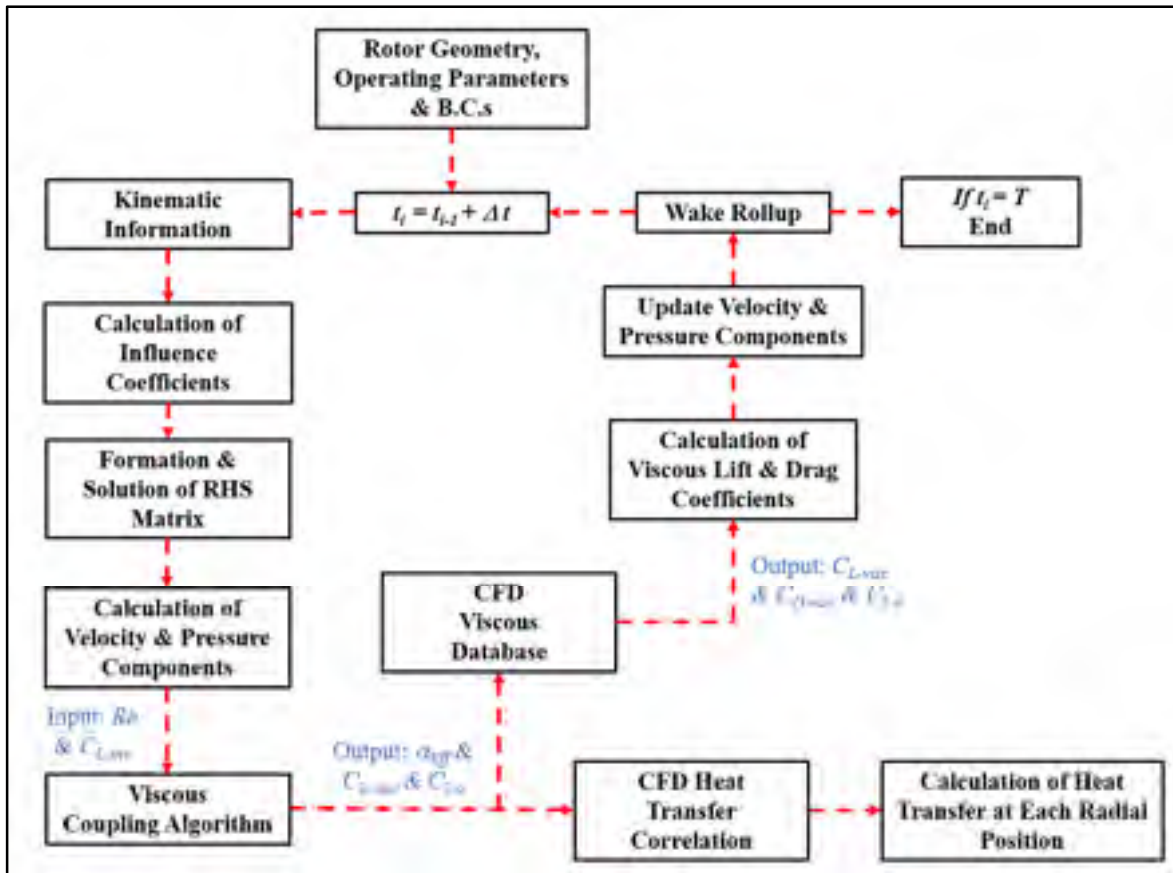 Rotor Geometry,
Operating Parameters
& B.C.s
Kinematic
Information
t_i = t_{i-1} + Δt
Wake Rollup
If t_i = T
End
Calculation of
Influence
Coefficients
Update Velocity &
Pressure Components
Formation &
Solution of RHS
Matrix
Calculation of
Viscous Lift & Drag
Coefficients
Calculation of
Velocity & Pressure
Components
CFD
Viscous
Database
Output:
&
Input: Re
&
Output: α_{Eff} &
&
Viscous
Coupling Algorithm
CFD Heat
Transfer
Correlation
Calculation of Heat
Transfer at Each Radial
Position